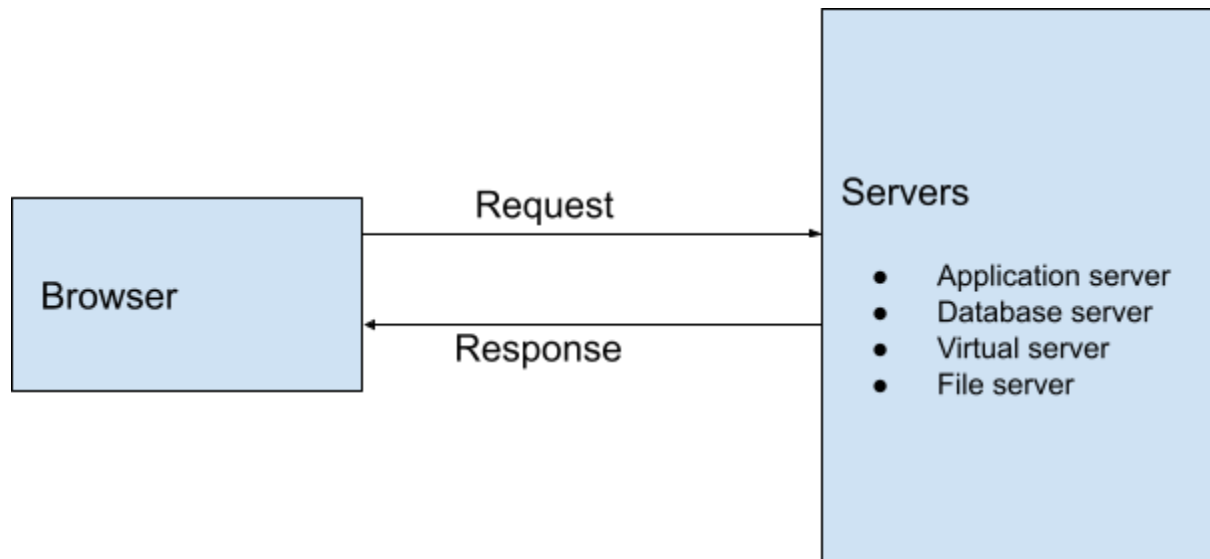 Request
Servers
Browser
● Application server
● Database server
● Virtual server
● File server
Response